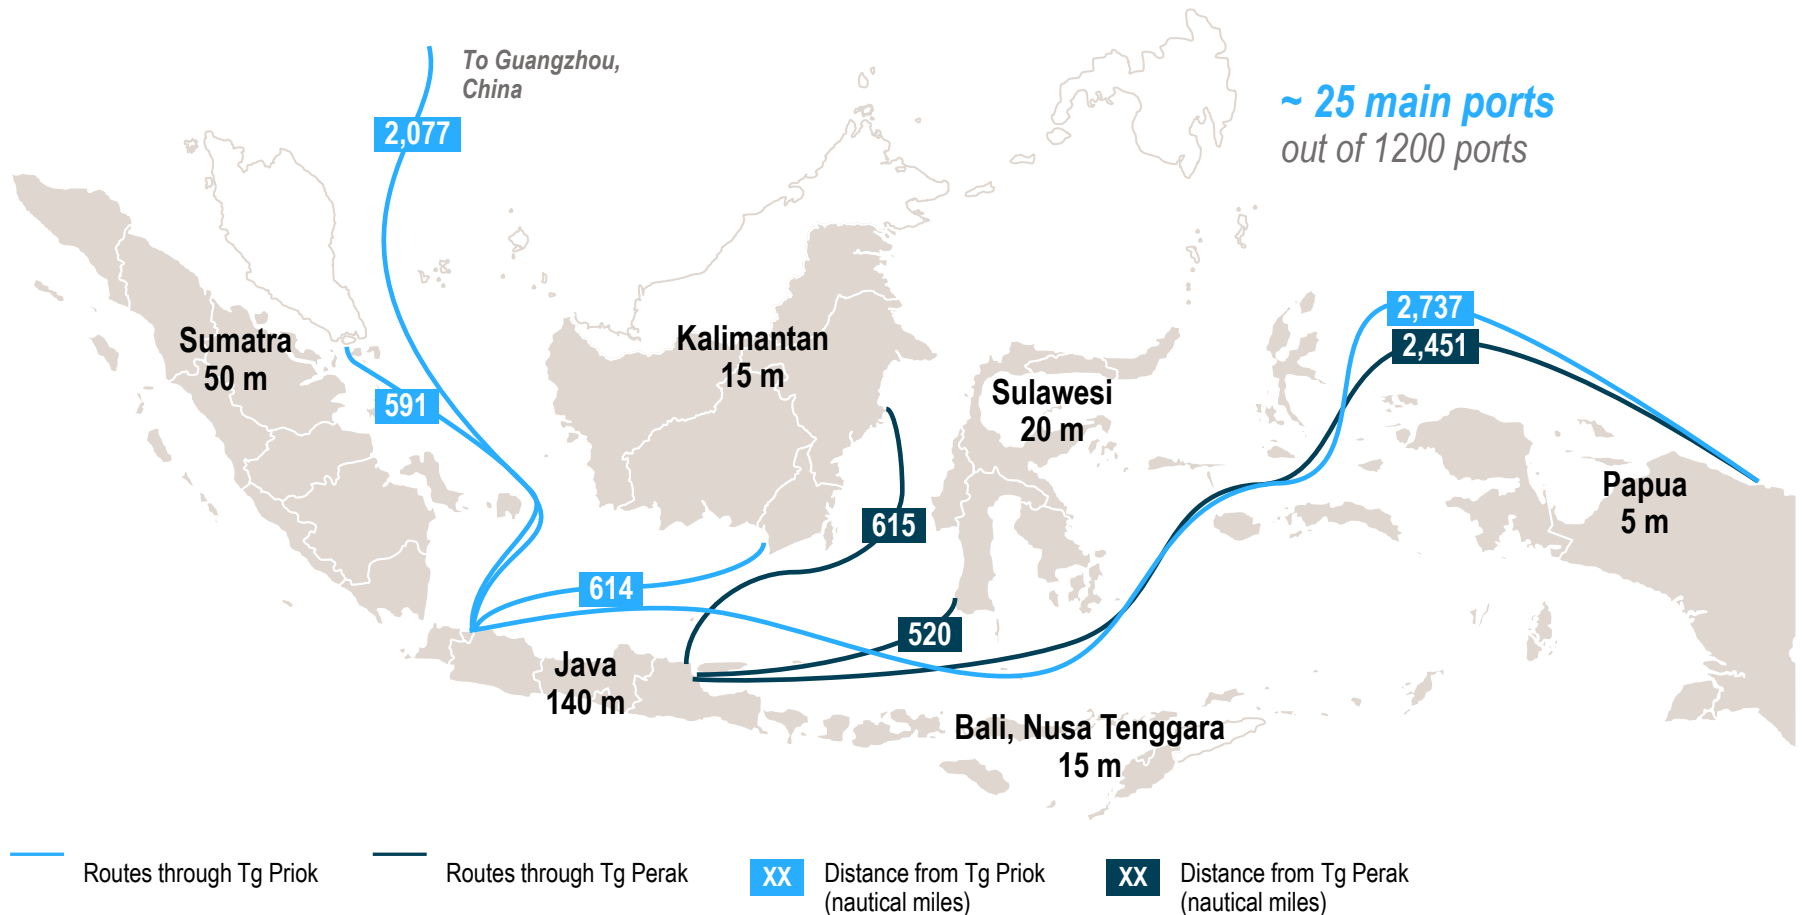 To Guangzhou,
China
2,077
~ 25 main ports
out of 1200 ports
Sumatra
50 m
591
Kalimantan
15 m
Sulawesi
20 m
2,737
2,451
Papua
5 m
615
614
520
Java
140 m
Bali, Nusa Tenggara
15 m
Routes through Tg Priok
Routes through Tg Perak
XX
Distance from Tg Priok
(nautical miles)
XX
Distance from Tg Perak
(nautical miles)